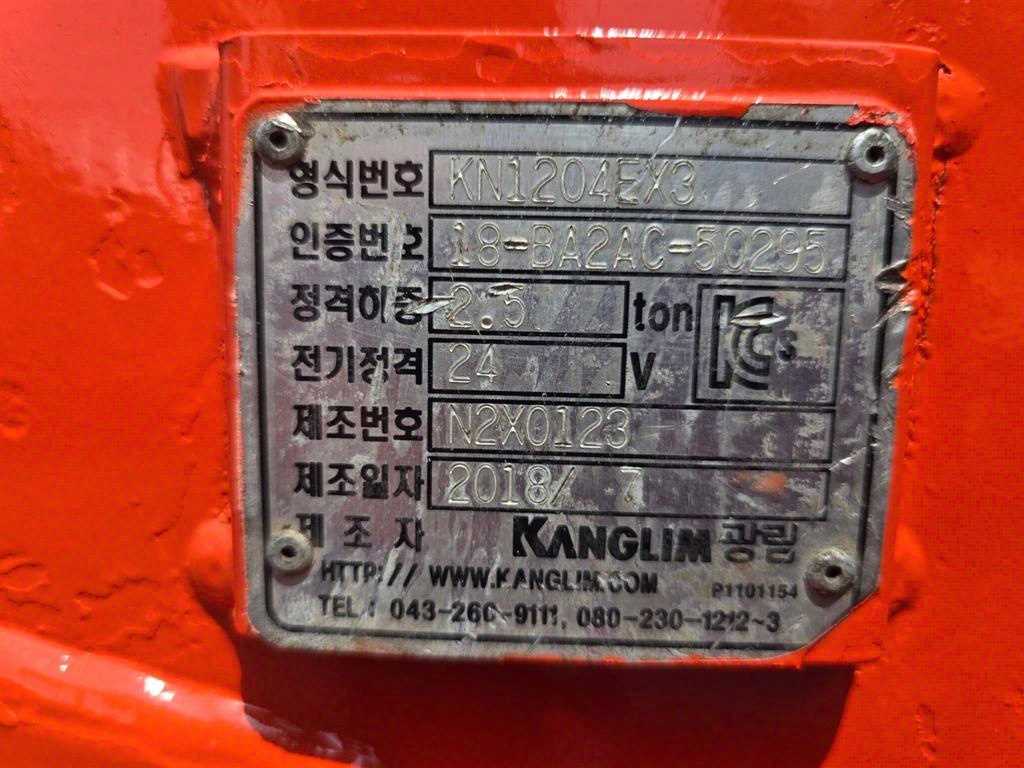 형식번호 KN1204EX3
인증번호 18-BA2AC-50295
정격하중 2.5 ton
전기정격 24 V
제조번호 N2X0123
제조일자 2018/ 7
제 조 자 KANGLIM 광림
HTTP:// WWW.KANGLIM.COM P1101154
TEL : 043-260-9111, 080-230-1212~3